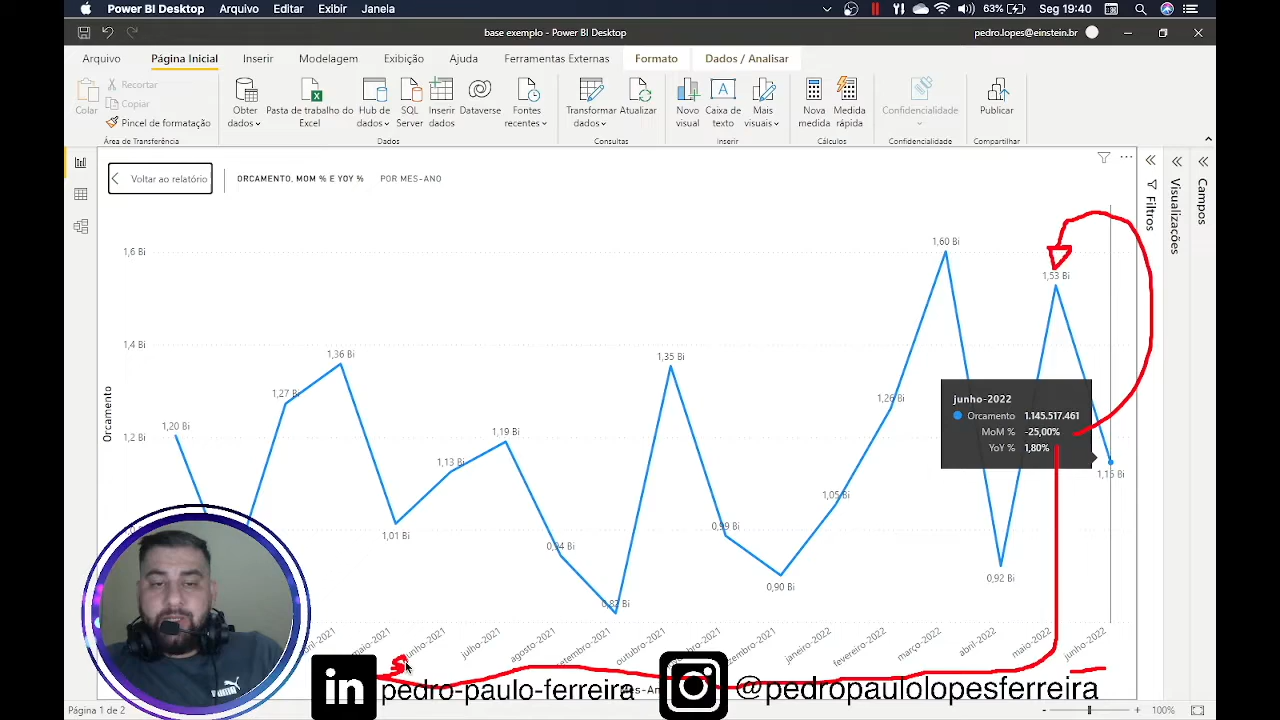 Power BI Desktop Arquivo Editar Exibir Janela 63% Seg 19:40
base exemplo - Power BI Desktop pedro.lopes@einstein.br
Arquivo Página Inicial Inserir Modelagem Exibição Ajuda Ferramentas Externas Formato Dados / Analisar
Colar
Recortar
Copiar
Pincel de formatação
Obter dados
Pasta de trabalho do Excel
Hub de dados
SQL Server
Inserir dados
Dataverse
Fontes recentes
Transformar dados
Atualizar
Novo visual
Caixa de texto
Mais visuais
Nova medida
Medida rápida
Confidencialidade
Publicar
Área de Transferência Dados Consultas Inserir Cálculos Confidencialidade Compartilhar
Voltar ao relatório ORCAMENTO, MOM % E YOY % POR MES-ANO
Filtros
Visualizações
Campos
Orcamento
1,6 Bi
1,4 Bi
1,2 Bi
1,20 Bi
1,27 Bi
1,36 Bi
1,01 Bi
1,13 Bi
1,19 Bi
0,94 Bi
0,82 Bi
1,35 Bi
0,99 Bi
0,90 Bi
1,05 Bi
1,26 Bi
1,60 Bi
0,92 Bi
1,53 Bi
1,15 Bi
junho-2022
Orcamento 1.145.517.461
MoM % -25,00%
YoY % 1,80%
maio-2021
junho-2021
julho-2021
agosto-2021
setembro-2021
outubro-2021
janeiro-2022
fevereiro-2022
março-2022
abril-2022
maio-2022
junho-2022
in pedro-paulo-ferreira @pedropaulolopesferreira
Página 1 de 2 - + 100%